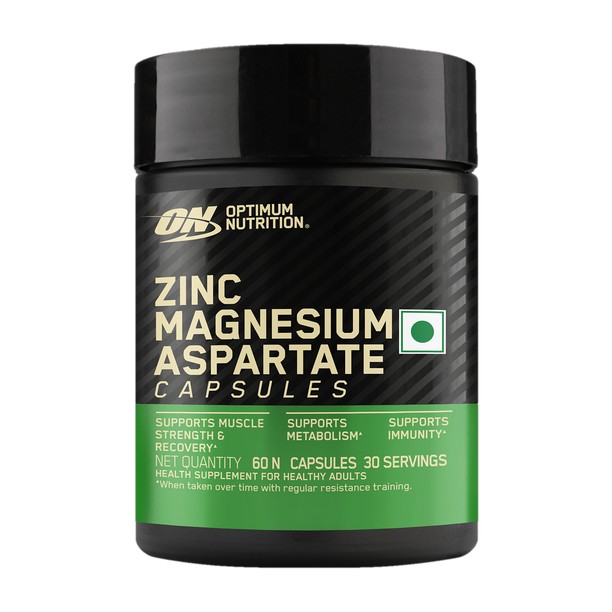 ON OPTIMUM
NUTRITION®
ZINC
MAGNESIUM
ASPARTATE
CAPSULES
SUPPORTS MUSCLE
STRENGTH &
RECOVERY*
SUPPORTS
METABOLISM*
SUPPORTS
IMMUNITY*
NET QUANTITY 60 N CAPSULES 30 SERVINGS
HEALTH SUPPLEMENT FOR HEALTHY ADULTS
*When taken over time with regular resistance training.